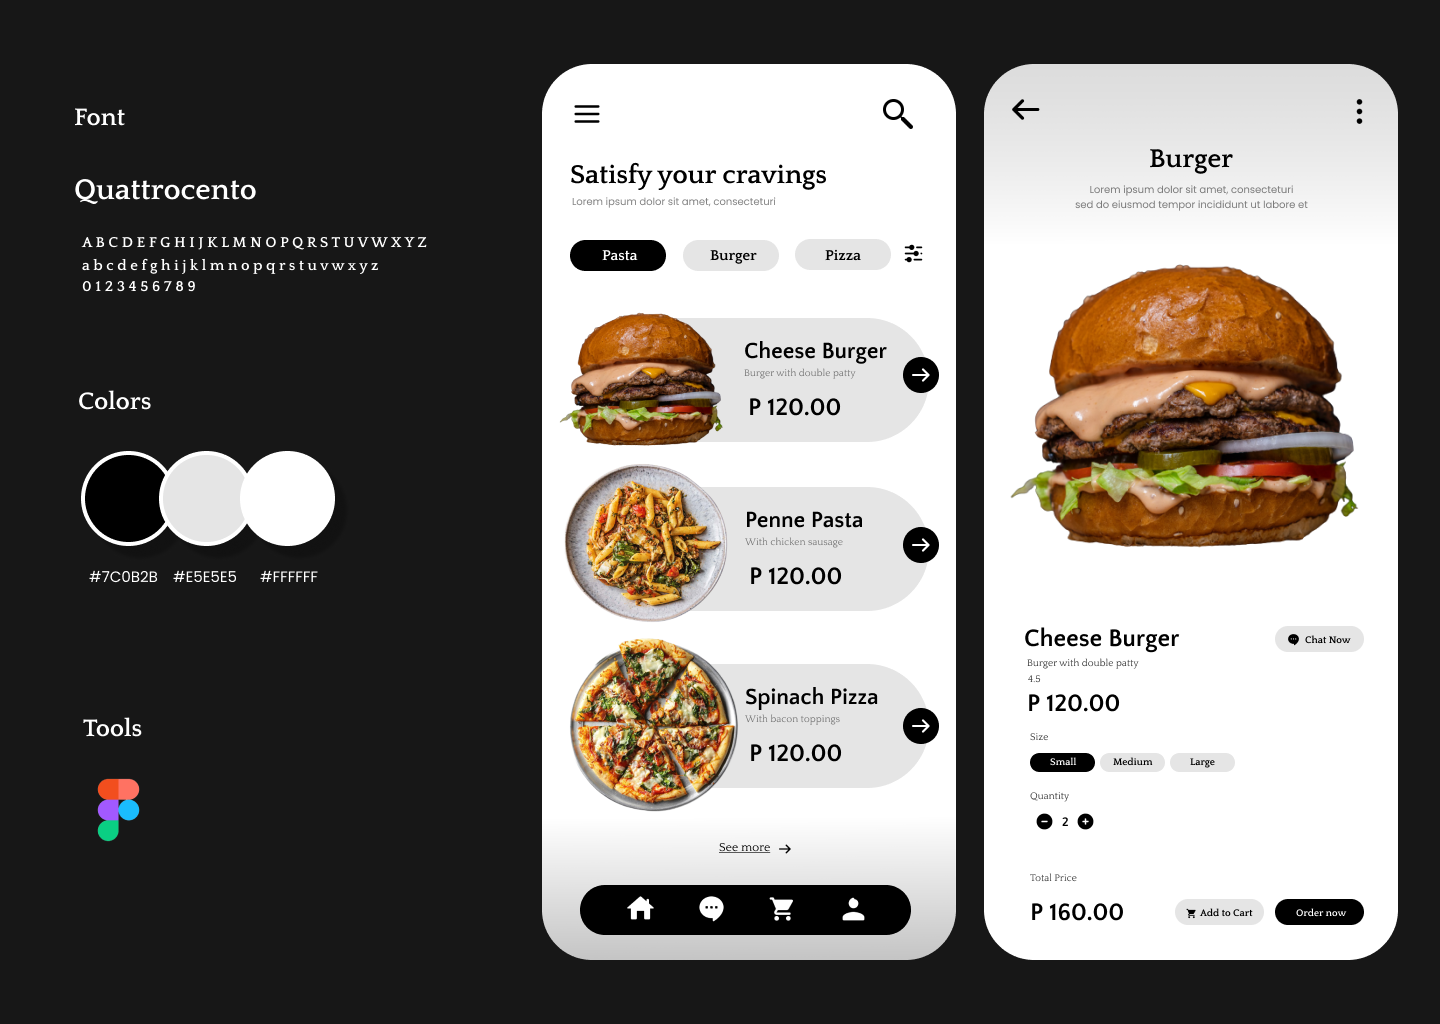 Font
Quattrocento
A B C D E F G H I J K L M N O P Q R S T U V W X Y Z
a b c d e f g h i j k l m n o p q r s t u v w x y z
0 1 2 3 4 5 6 7 8 9
Colors
#7C0B2B #E5E5E5 #FFFFFF
Tools
Satisfy your cravings
Lorem ipsum dolor sit amet, consecteturi
Pasta Burger Pizza
Cheese Burger
Burger with double patty
P 120.00
Penne Pasta
With chicken sausage
P 120.00
Spinach Pizza
With bacon toppings
P 120.00
See more
Burger
Lorem ipsum dolor sit amet, consecteturi
sed do eiusmod tempor incididunt ut labore et
Cheese Burger
Chat Now
Burger with double patty
4.5
P 120.00
Size
Small Medium Large
Quantity
2
Total Price
P 160.00
Add to Cart
Order now